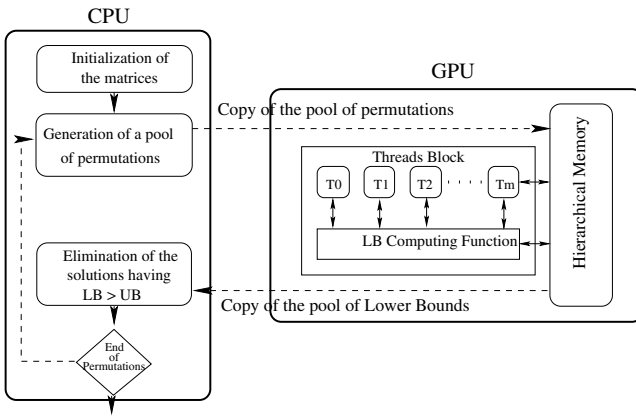 CPU
Initialization of
the matrices
Generation of a pool
of permutations
Elimination of the
solutions having
LB > UB
End
of
Permutations
Copy of the pool of permutations
Copy of the pool of Lower Bounds
GPU
Threads Block
T0 T1 T2 . . . . . Tm
LB Computing Function
Hierarchical Memory